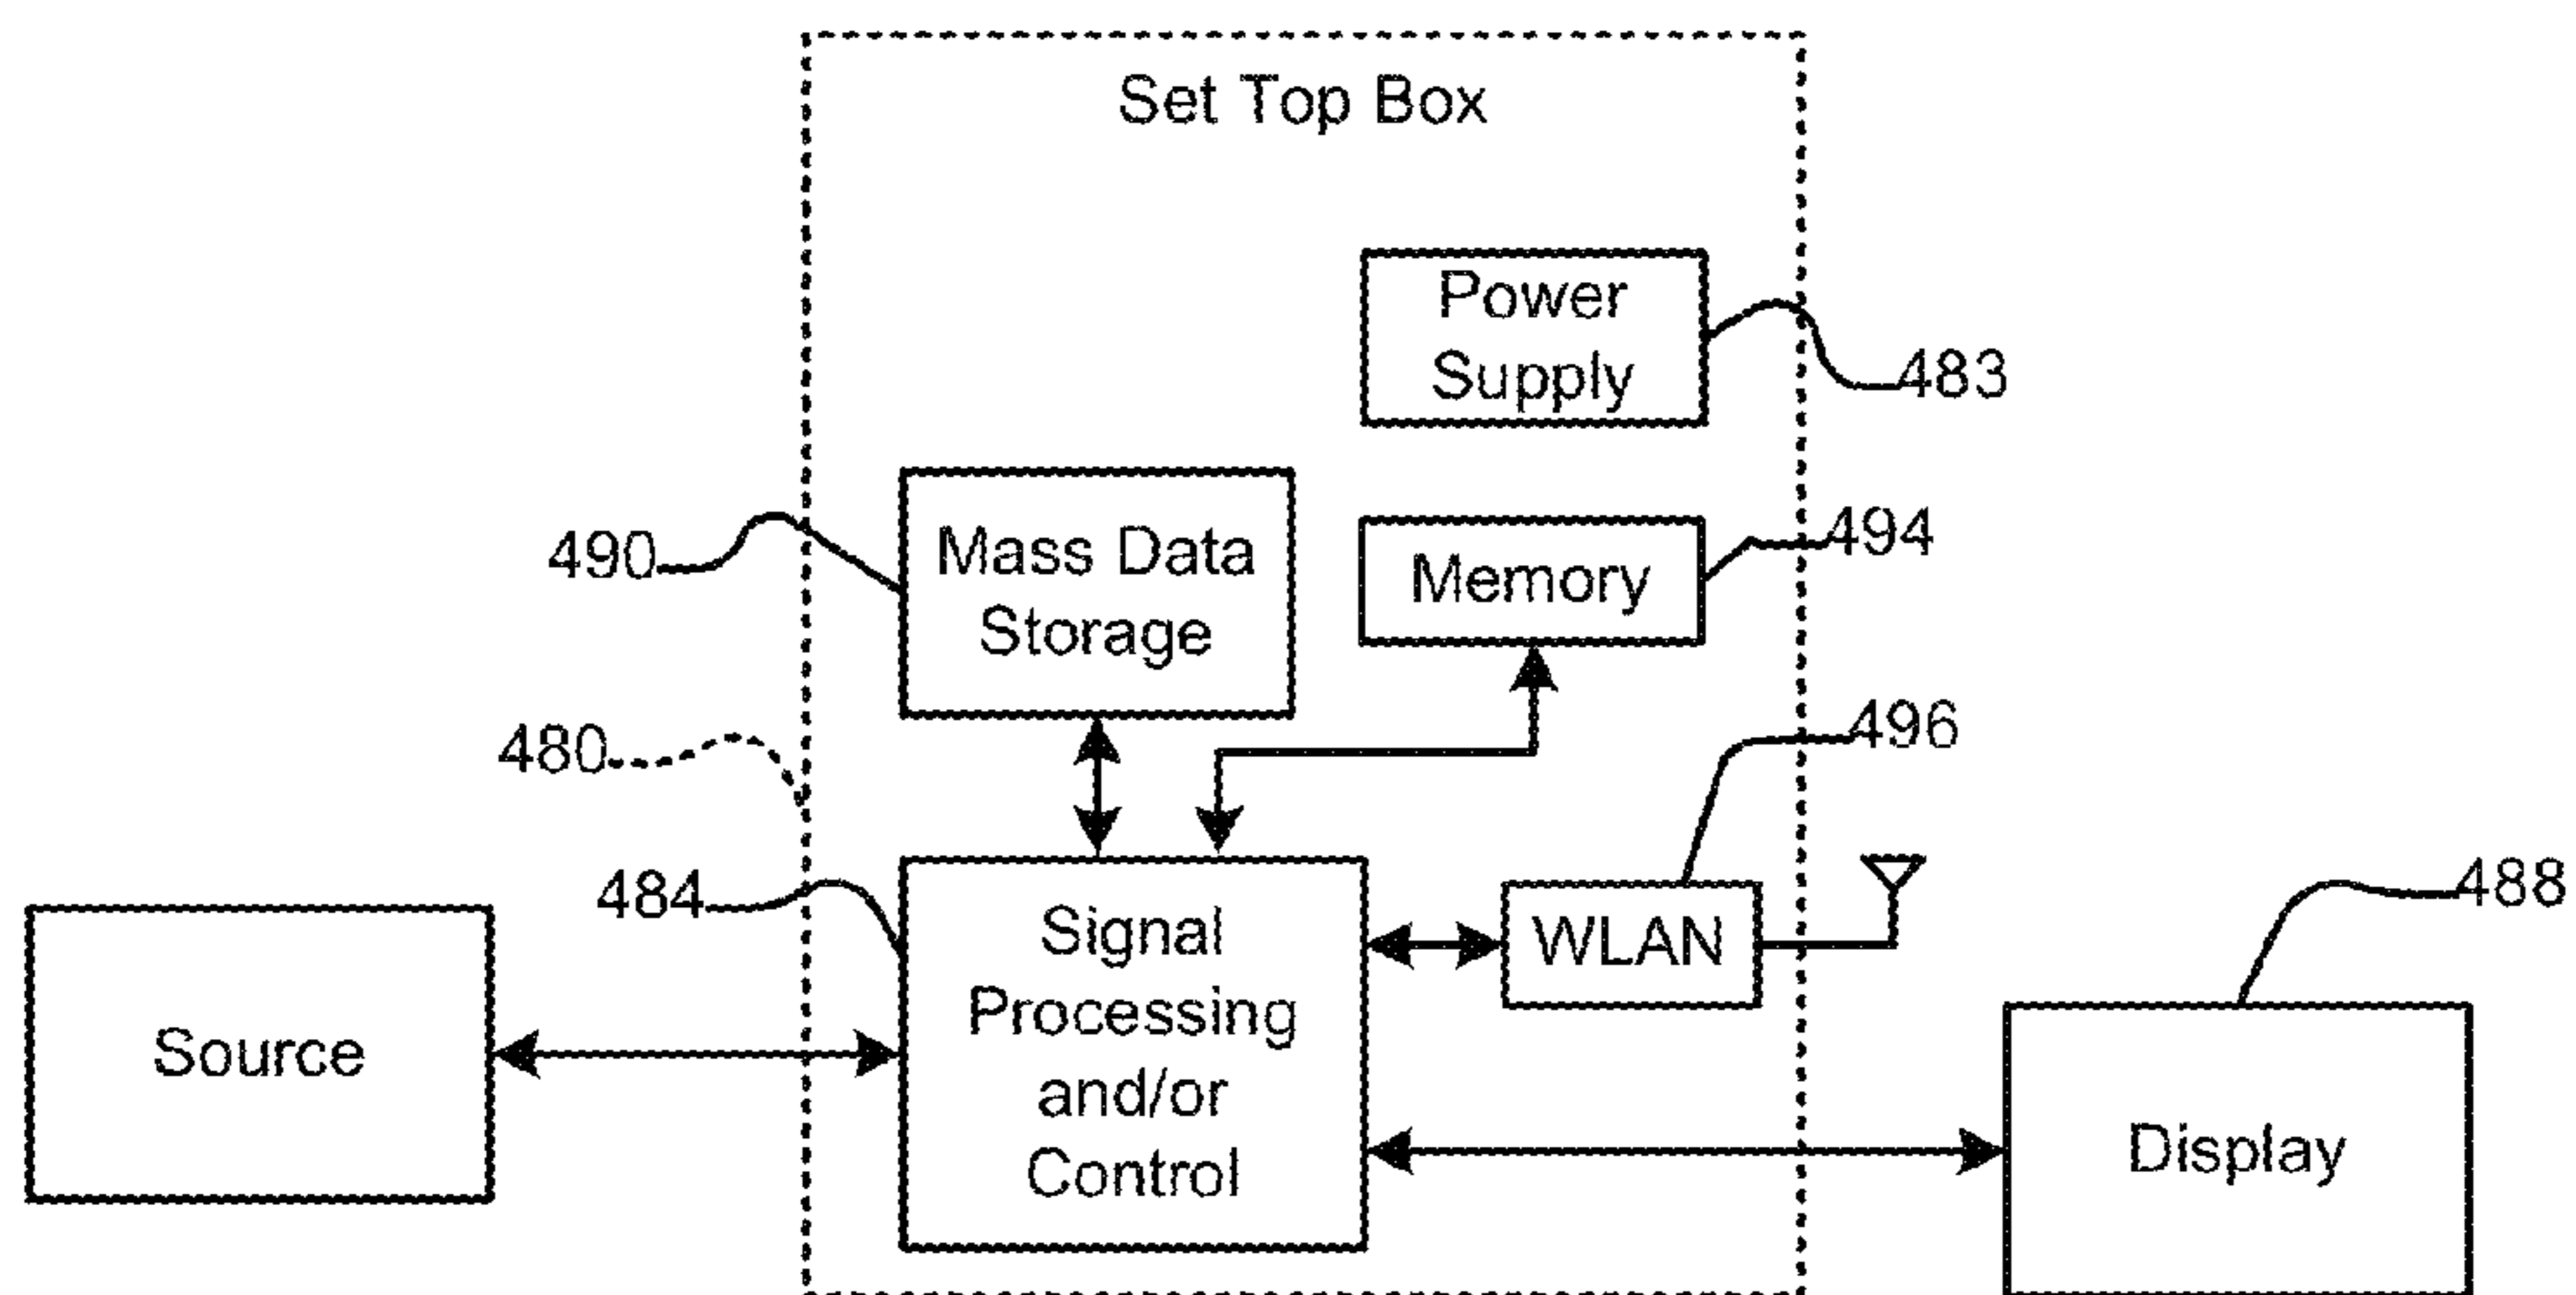 Set Top Box
Power
Supply
483
490
Mass Data
Storage
Memory
494
480
496
484
Signal
Processing
and/or
Control
WLAN
488
Source
Display